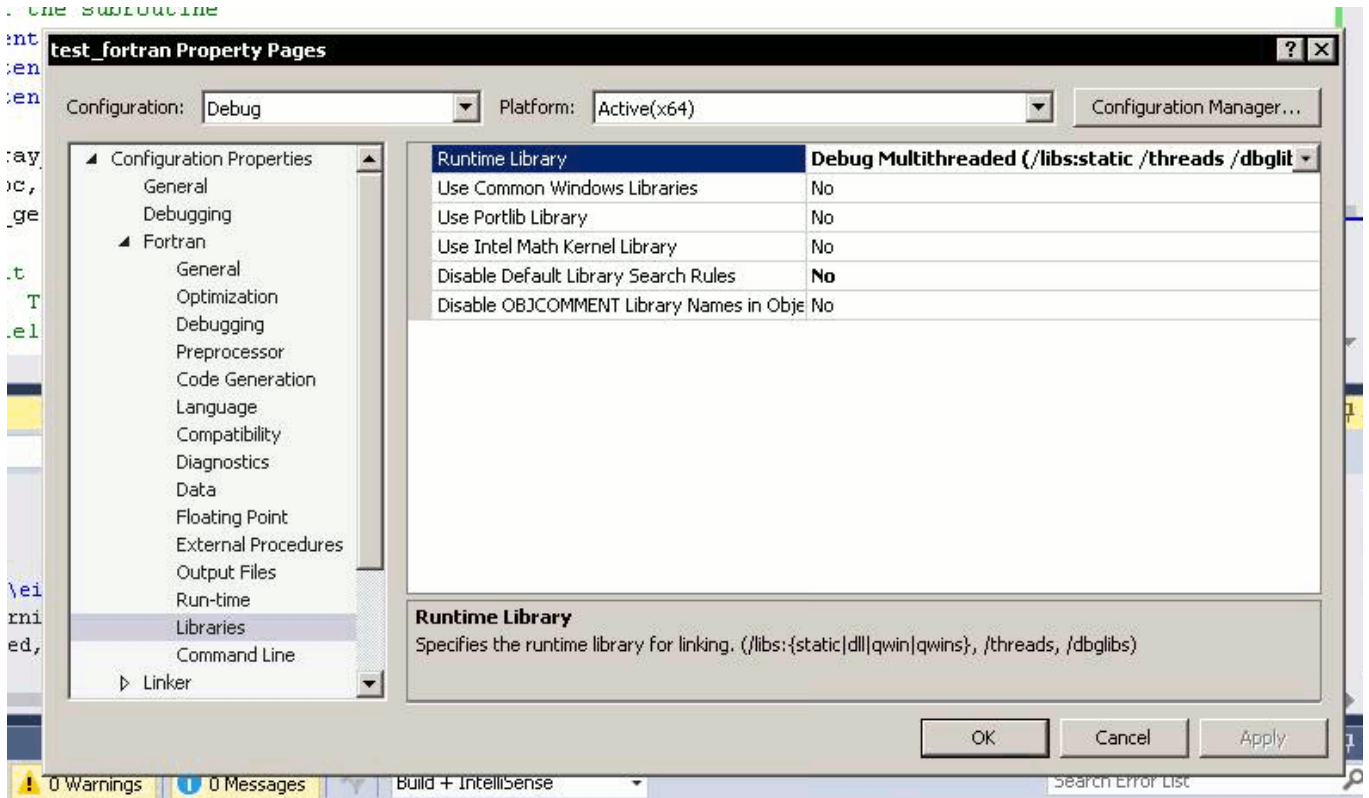 the subroutine
test_fortran Property Pages
Configuration: Debug Platform: Active(x64) Configuration Manager...
Configuration Properties
General
Debugging
Fortran
General
Optimization
Debugging
Preprocessor
Code Generation
Language
Compatibility
Diagnostics
Data
Floating Point
External Procedures
Output Files
Run-time
Libraries
Command Line
Linker
Runtime Library Debug Multithreaded (/libs:static /threads /dbglib
Use Common Windows Libraries No
Use Portlib Library No
Use Intel Math Kernel Library No
Disable Default Library Search Rules No
Disable OBJCOMMENT Library Names in Obje No
Runtime Library
Specifies the runtime library for linking. (/libs:{static|dll|qwin|qwins}, /threads, /dbglibs)
OK Cancel Apply
0 Warnings 0 Messages Build + IntelliSense Search Error List